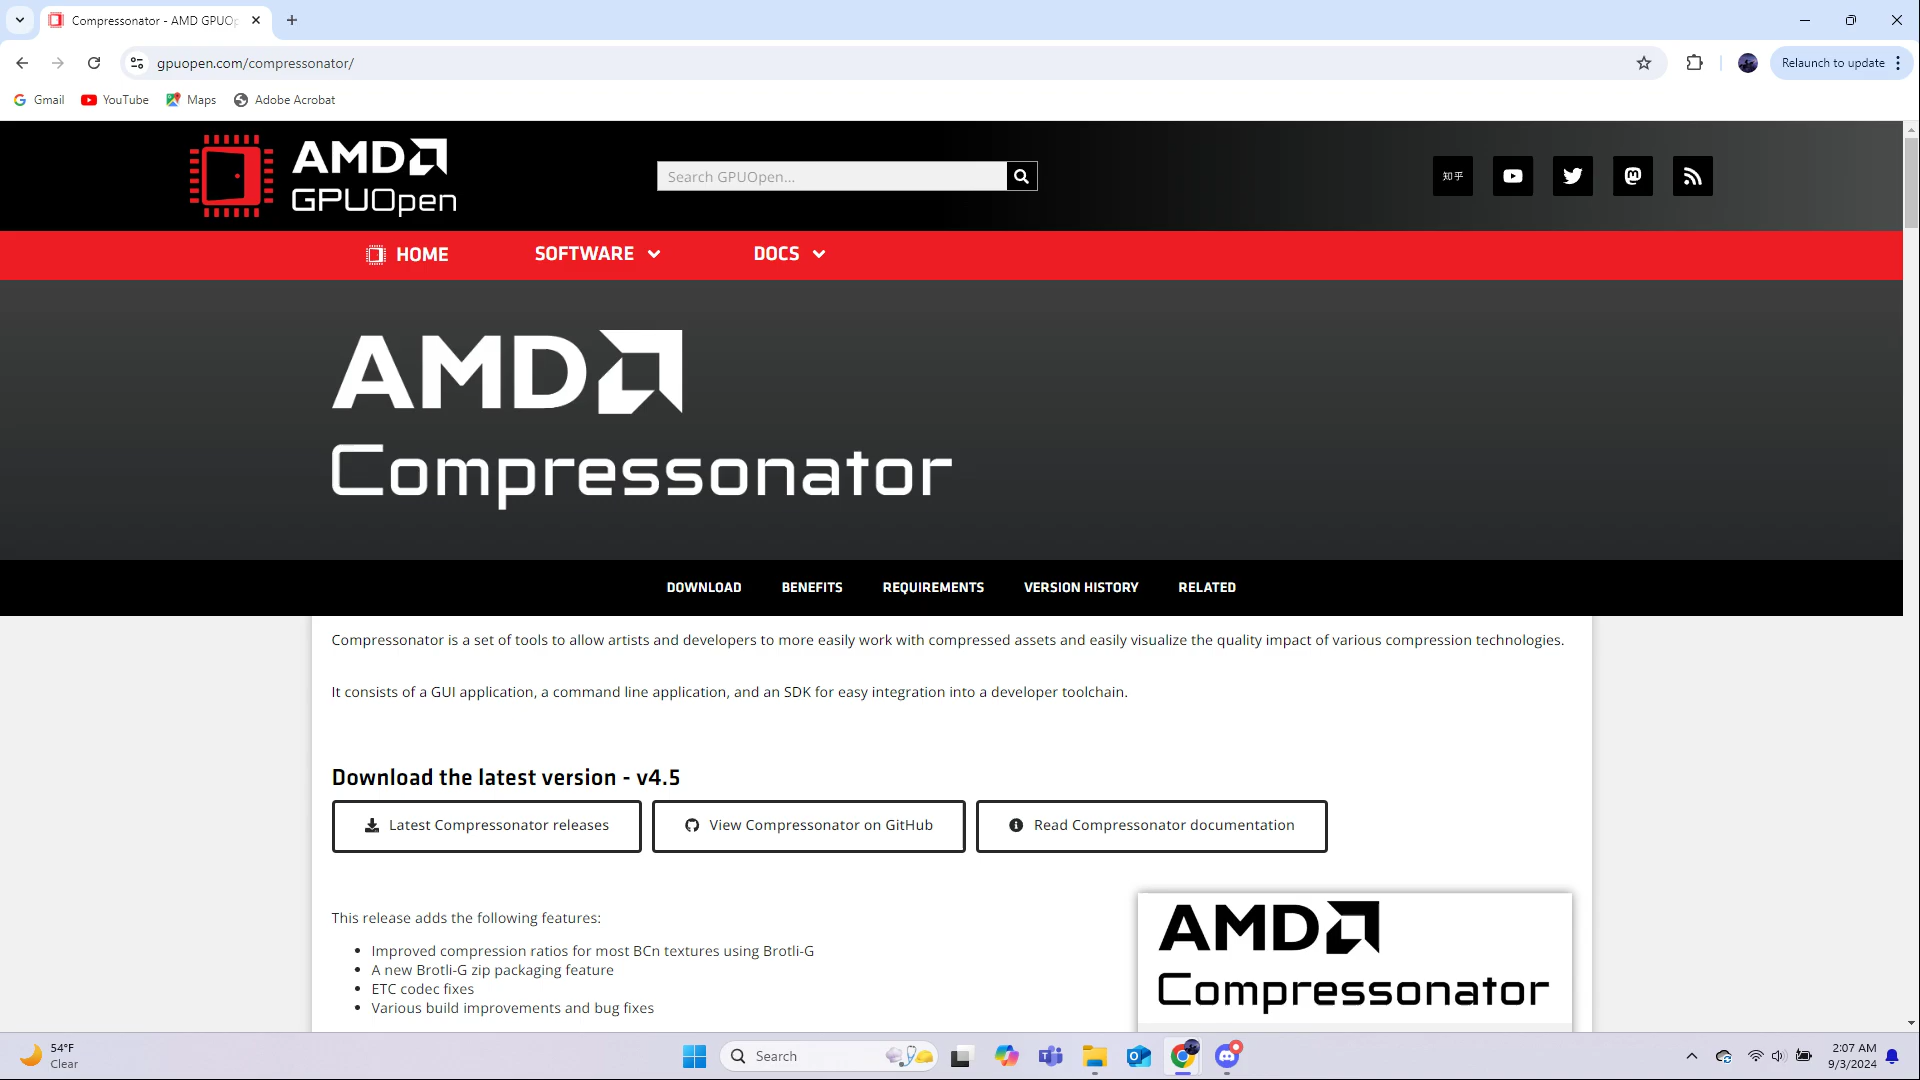 Compressonator - AMD GPUO
gpuopen.com/compressonator/
Relaunch to update
Gmail
YouTube
Maps
Adobe Acrobat
AMD
GPUOpen
Search GPUOpen...
知乎
HOME
SOFTWARE
DOCS
AMD
Compressonator
DOWNLOAD
BENEFITS
REQUIREMENTS
VERSION HISTORY
RELATED
Compressonator is a set of tools to allow artists and developers to more easily work with compressed assets and easily visualize the quality impact of various compression technologies.
It consists of a GUI application, a command line application, and an SDK for easy integration into a developer toolchain.
Download the latest version - v4.5
Latest Compressonator releases
View Compressonator on GitHub
Read Compressonator documentation
This release adds the following features:
• Improved compression ratios for most BCn textures using Brotli-G
• A new Brotli-G zip packaging feature
• ETC codec fixes
• Various build improvements and bug fixes
AMD
Compressonator
54°F
Clear
Search
2:07 AM
9/3/2024